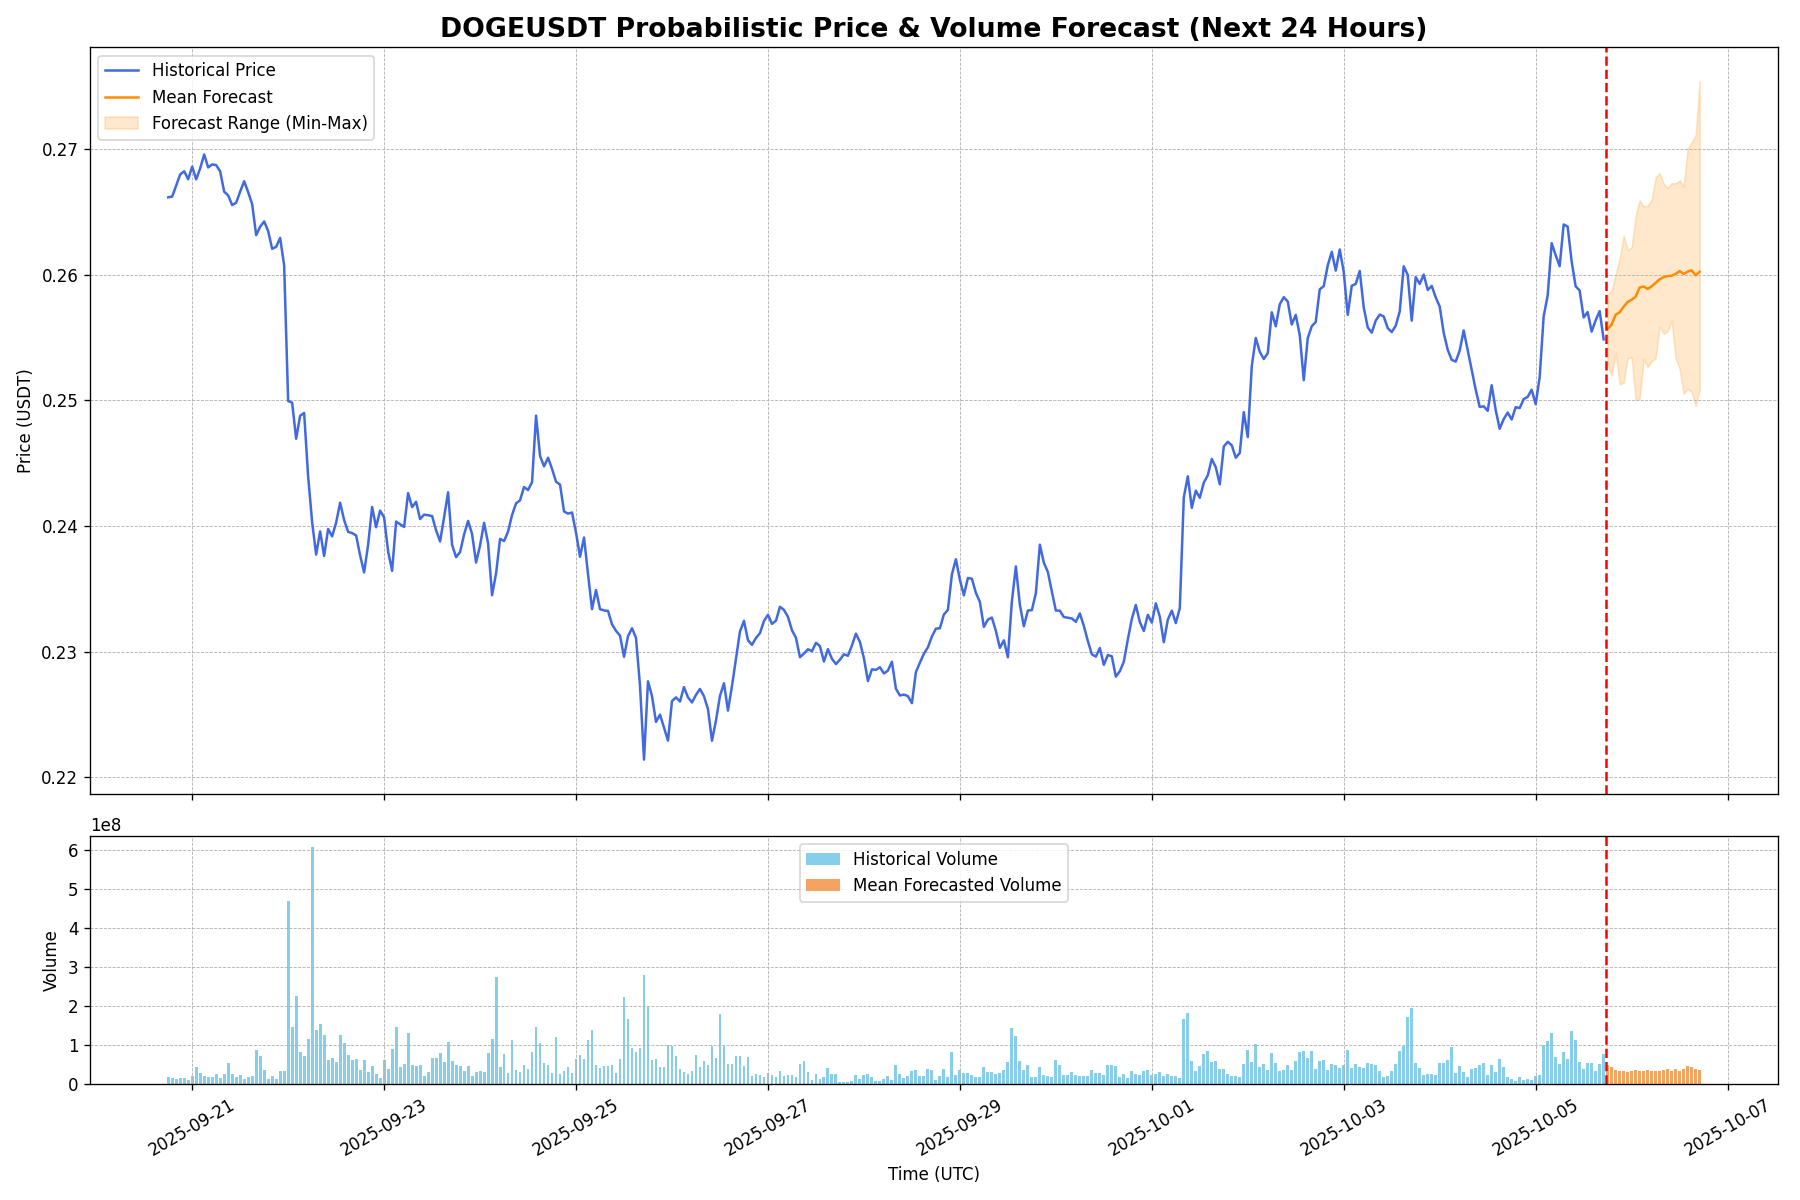 DOGEUSDT Probabilistic Price & Volume Forecast (Next 24 Hours)
Historical Price
Mean Forecast
Forecast Range (Min-Max)
Price (USDT)
0.27
0.26
0.25
0.24
0.23
0.22
1e8
Historical Volume
Mean Forecasted Volume
Volume
6
5
4
3
2
1
0
2025-09-21
2025-09-23
2025-09-25
2025-09-27
2025-09-29
2025-10-01
2025-10-03
2025-10-05
2025-10-07
Time (UTC)